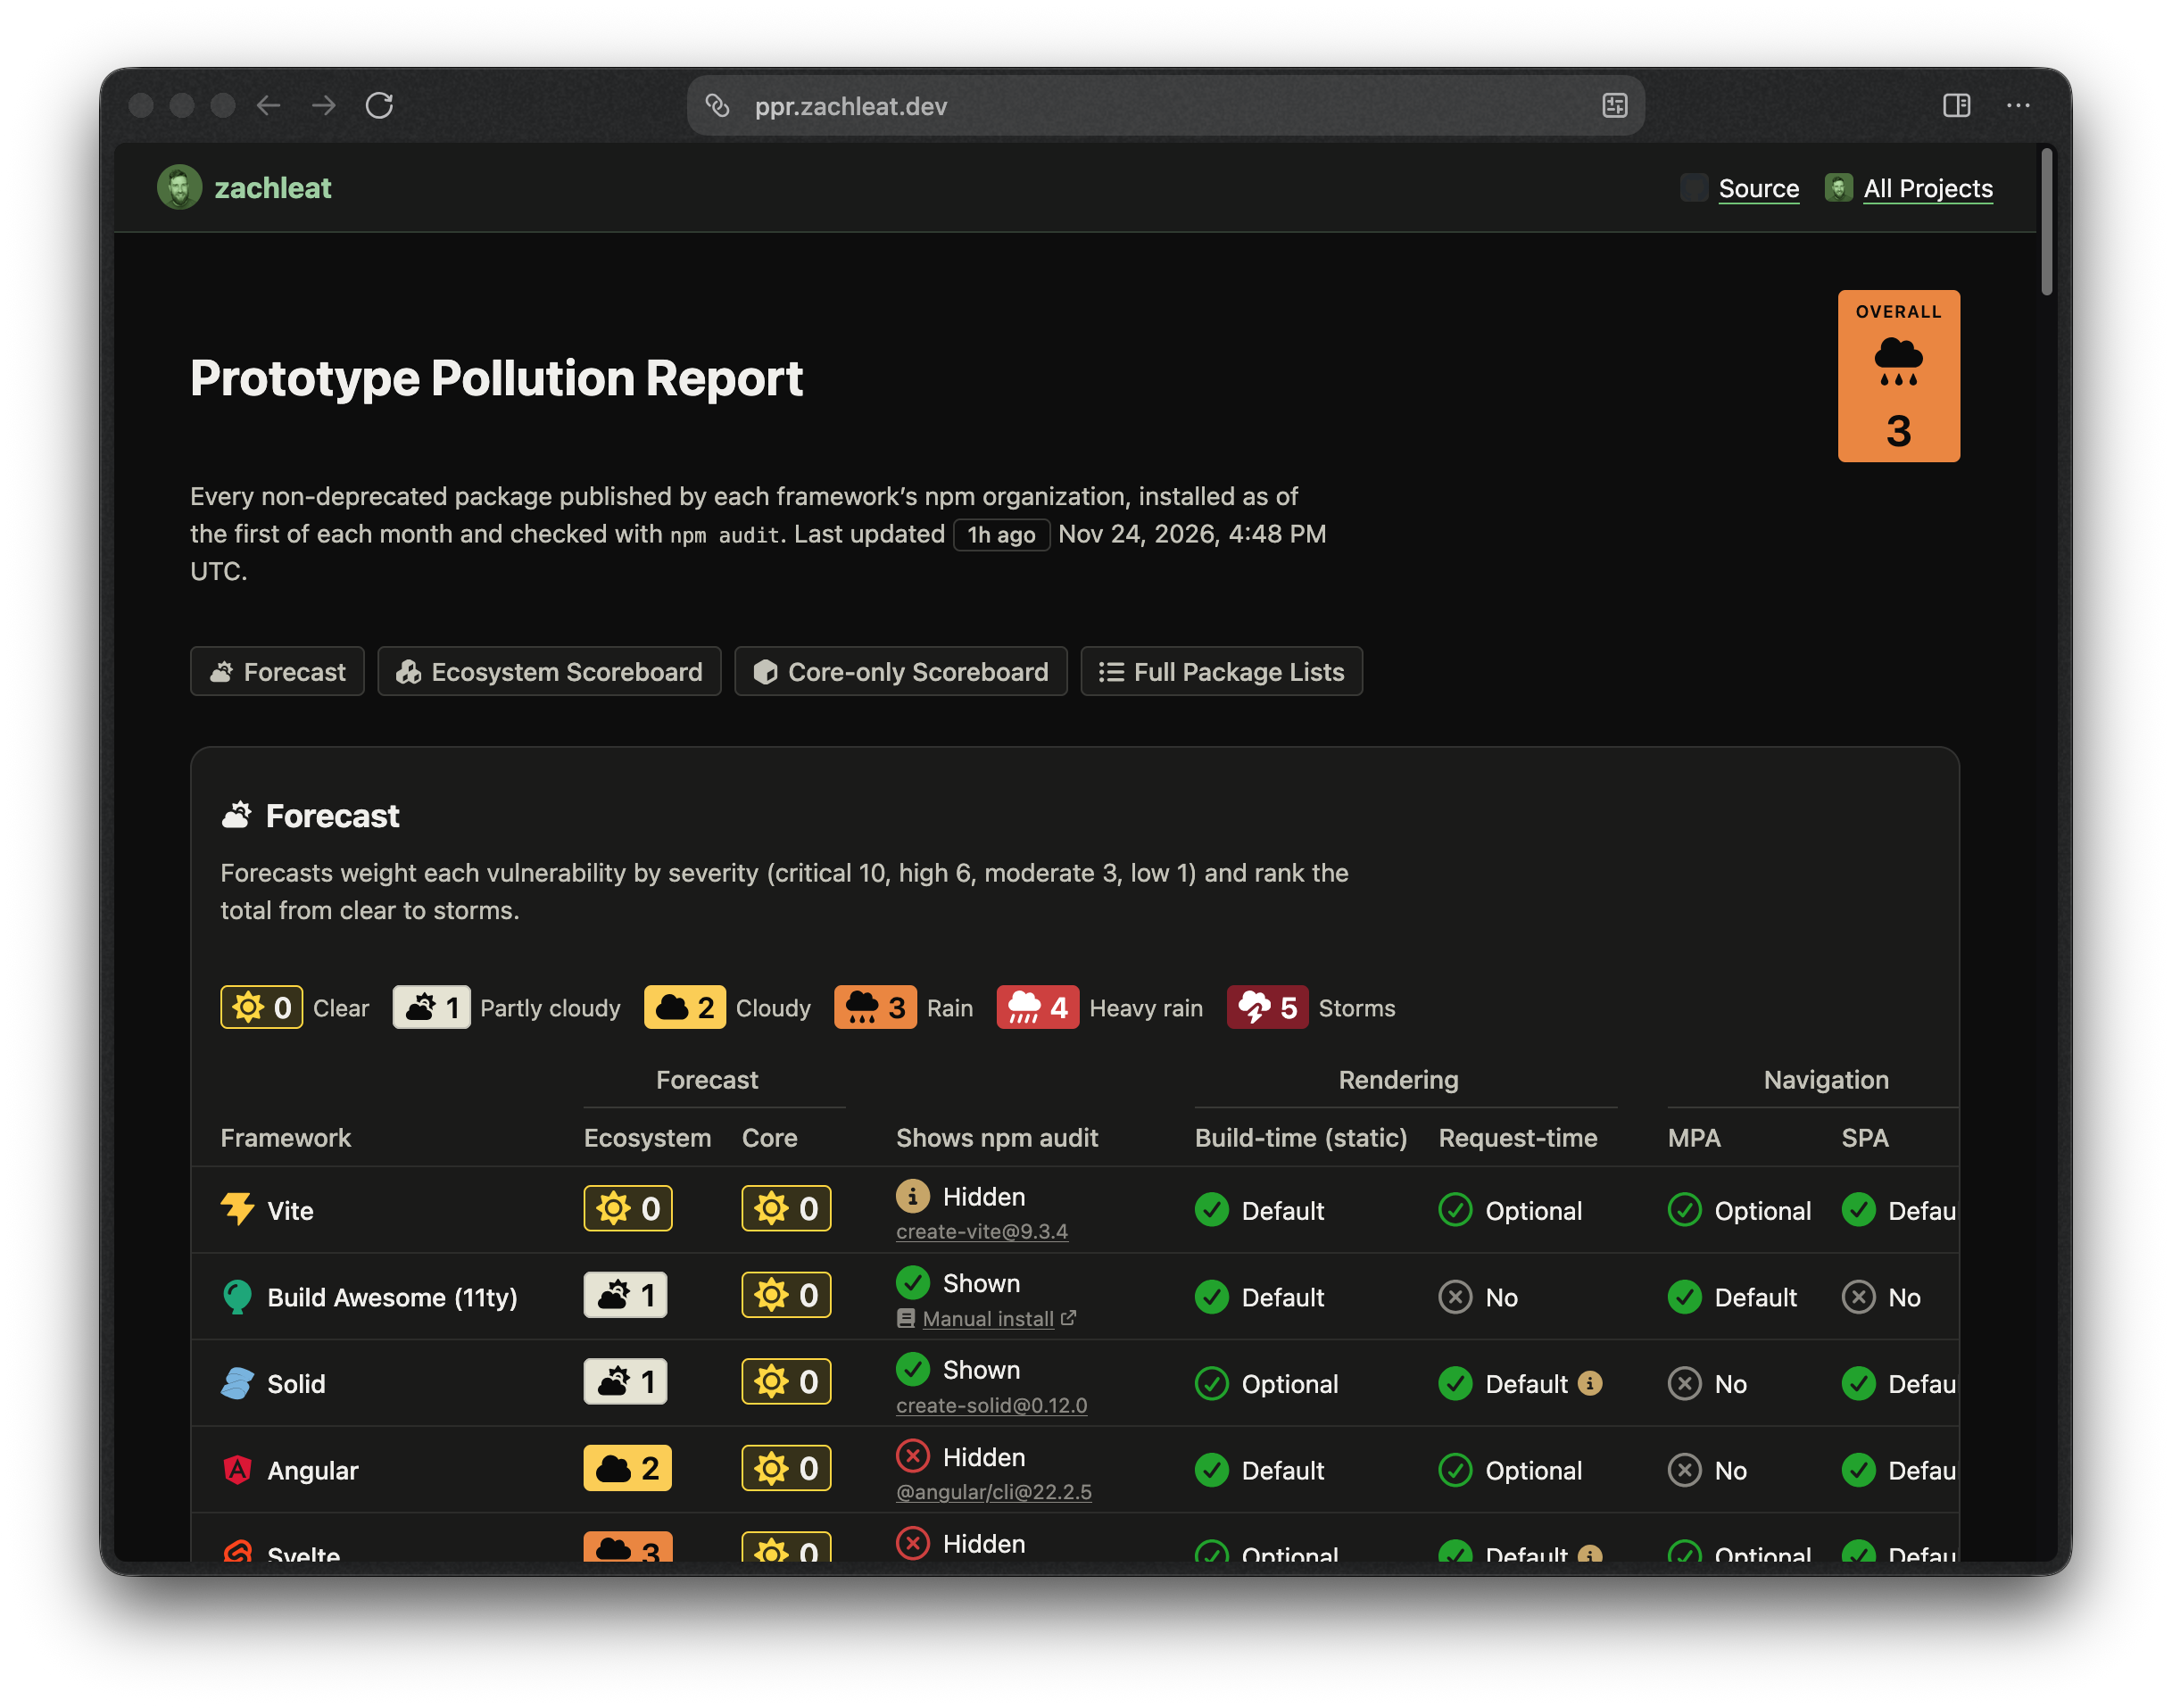 ppr.zachleat.dev
zachleat
Source
All Projects
OVERALL
3
Prototype Pollution Report
Every non-deprecated package published by each framework’s npm organization, installed as of
the first of each month and checked with npm audit. Last updated 1h ago Nov 24, 2026, 4:48 PM
UTC.
Forecast
Ecosystem Scoreboard
Core-only Scoreboard
Full Package Lists
Forecast
Forecasts weight each vulnerability by severity (critical 10, high 6, moderate 3, low 1) and rank the
total from clear to storms.
0 Clear 1 Partly cloudy 2 Cloudy 3 Rain 4 Heavy rain 5 Storms
Forecast Rendering Navigation
Framework Ecosystem Core Shows npm audit Build-time (static) Request-time MPA SPA
Vite 0 0 Hidden Default Optional Optional Defau
create-vite@9.3.4
Build Awesome (11ty) 1 0 Shown Default No Default No
Manual install
Solid 1 0 Shown Optional Default No Defau
create-solid@0.12.0
Angular 2 0 Hidden Default Optional No Defau
@angular/cli@22.2.5
Svelte 3 0 Hidden Optional Default Optional Defau